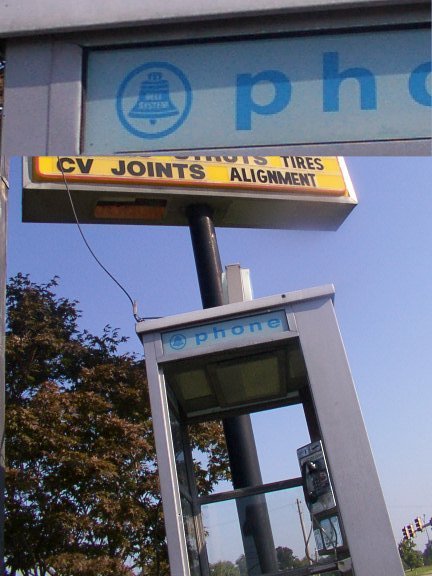 pho
STRUTS TIRES
CV JOINTS ALIGNMENT
phone